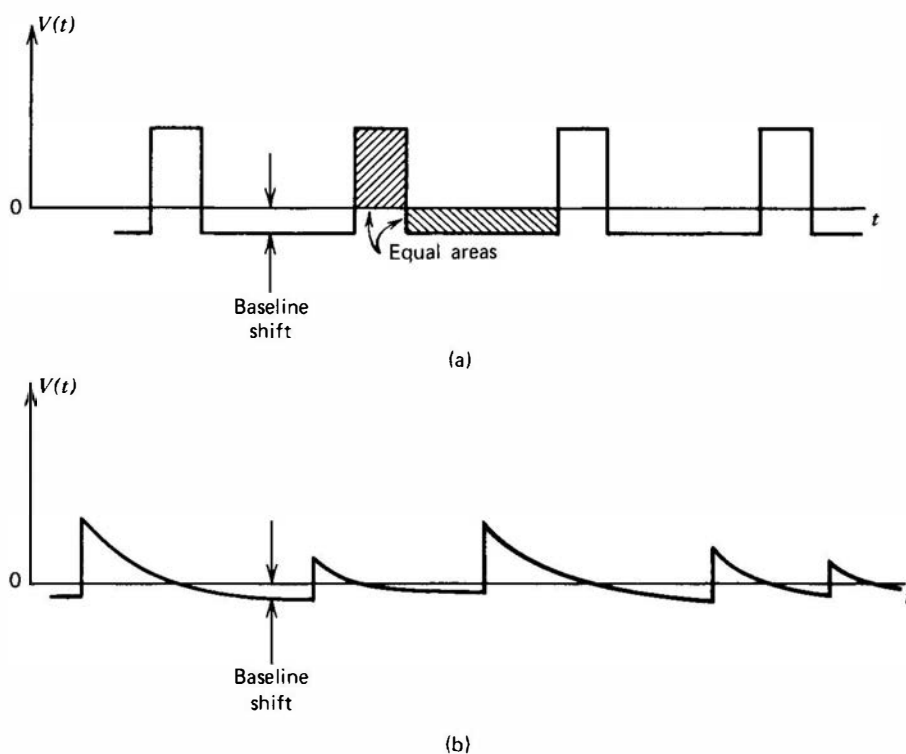 V(t)
0
t
Equal areas
Baseline
shift
(a)
V(t)
0
Baseline
shift
(b)